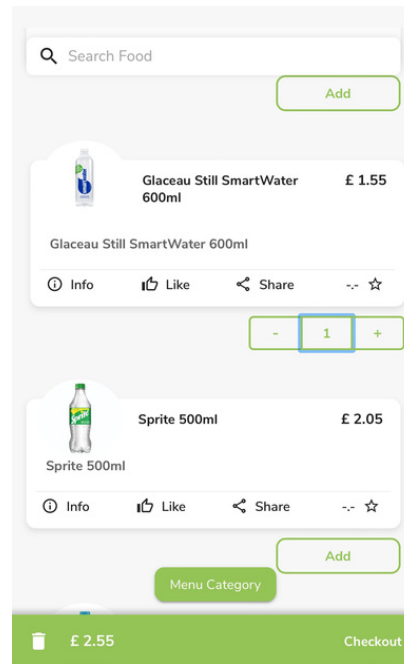 Search Food
Add
Glaceau Still SmartWater
600ml
£ 1.55
Glaceau Still SmartWater 600ml
Info
Like
Share
-.-
-
1
+
Sprite 500ml
£ 2.05
Sprite 500ml
Info
Like
Share
-.-
Add
Menu Category
£ 2.55
Checkout